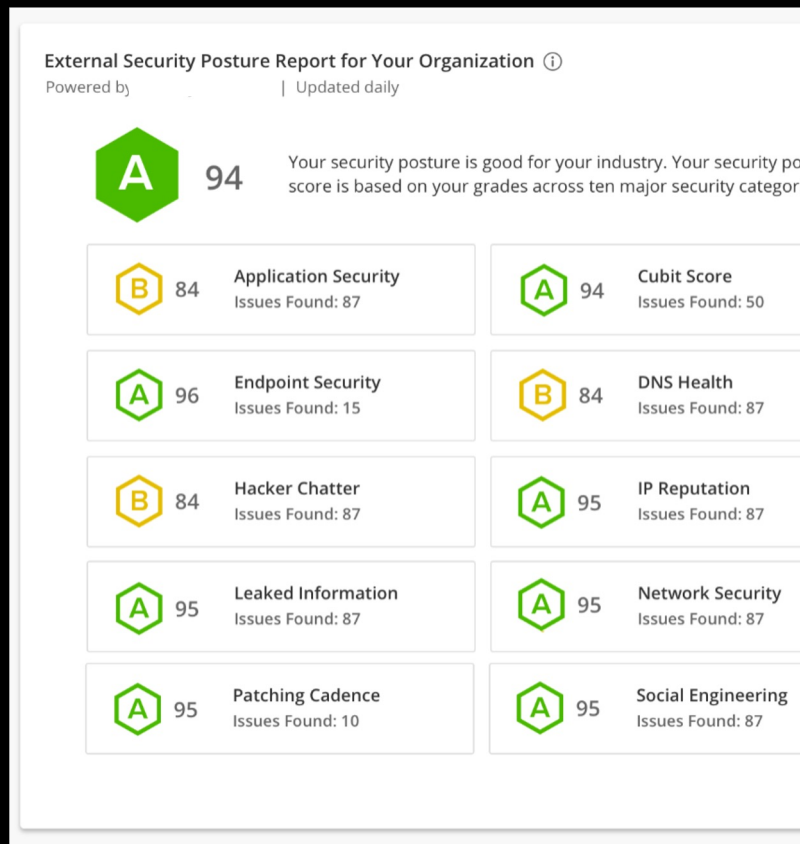 External Security Posture Report for Your Organization
Powered by | Updated daily
A 94
Your security posture is good for your industry. Your security po
score is based on your grades across ten major security categor
B 84 Application Security
Issues Found: 87
A 94 Cubit Score
Issues Found: 50
A 96 Endpoint Security
Issues Found: 15
B 84 DNS Health
Issues Found: 87
B 84 Hacker Chatter
Issues Found: 87
A 95 IP Reputation
Issues Found: 87
A 95 Leaked Information
Issues Found: 87
A 95 Network Security
Issues Found: 87
A 95 Patching Cadence
Issues Found: 10
A 95 Social Engineering
Issues Found: 87